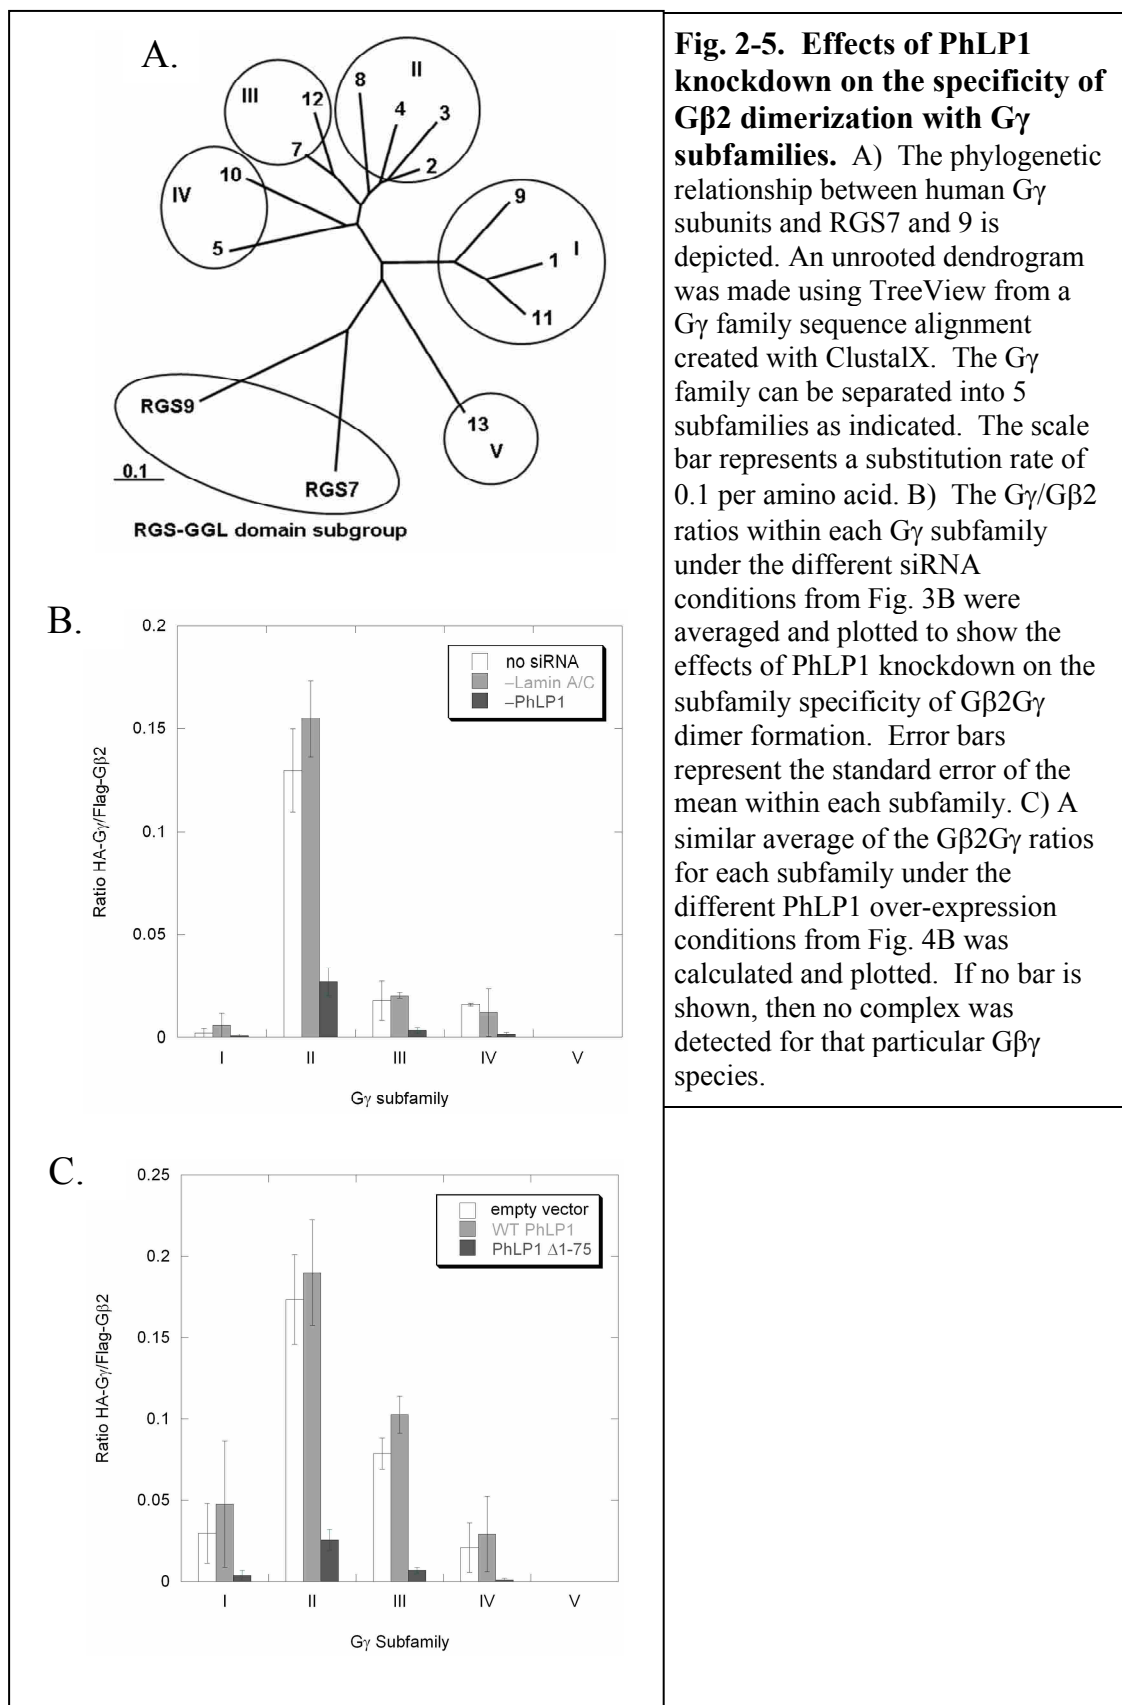 A.
III
12
8
II
4
3
7
2
10
IV
9
5
1
I
11
RGS9
13
V
0.1
RGS7
RGS-GGL domain subgroup
B.
0.2
0.15
0.1
0.05
0
Ratio HA-Gγ/Flag-Gβ2
no siRNA
–Lamin A/C
–PhLP1
I II III IV V
Gγ subfamily
C.
0.25
0.2
0.15
0.1
0.05
0
Ratio HA-Gγ/Flag-Gβ2
empty vector
WT PhLP1
PhLP1 Δ1-75
I II III IV V
Gγ Subfamily
Fig. 2-5. Effects of PhLP1
knockdown on the specificity of
Gβ2 dimerization with Gγ
subfamilies. A) The phylogenetic
relationship between human Gγ
subunits and RGS7 and 9 is
depicted. An unrooted dendrogram
was made using TreeView from a
Gγ family sequence alignment
created with ClustalX. The Gγ
family can be separated into 5
subfamilies as indicated. The scale
bar represents a substitution rate of
0.1 per amino acid. B) The Gγ/Gβ2
ratios within each Gγ subfamily
under the different siRNA
conditions from Fig. 3B were
averaged and plotted to show the
effects of PhLP1 knockdown on the
subfamily specificity of Gβ2Gγ
dimer formation. Error bars
represent the standard error of the
mean within each subfamily. C) A
similar average of the Gβ2Gγ ratios
for each subfamily under the
different PhLP1 over-expression
conditions from Fig. 4B was
calculated and plotted. If no bar is
shown, then no complex was
detected for that particular Gβγ
species.